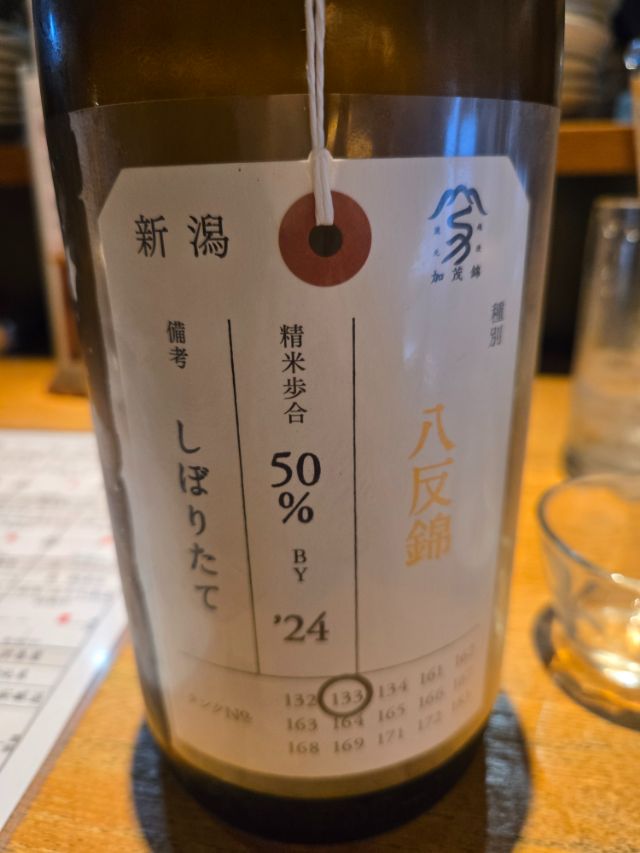 新潟
加茂錦
種別
八反錦
精米歩合
50
%
BY
'24
備考
しぼりたて
タンクNo.
132 133 134 161 162
163 164 165 166 167
168 169 171 172